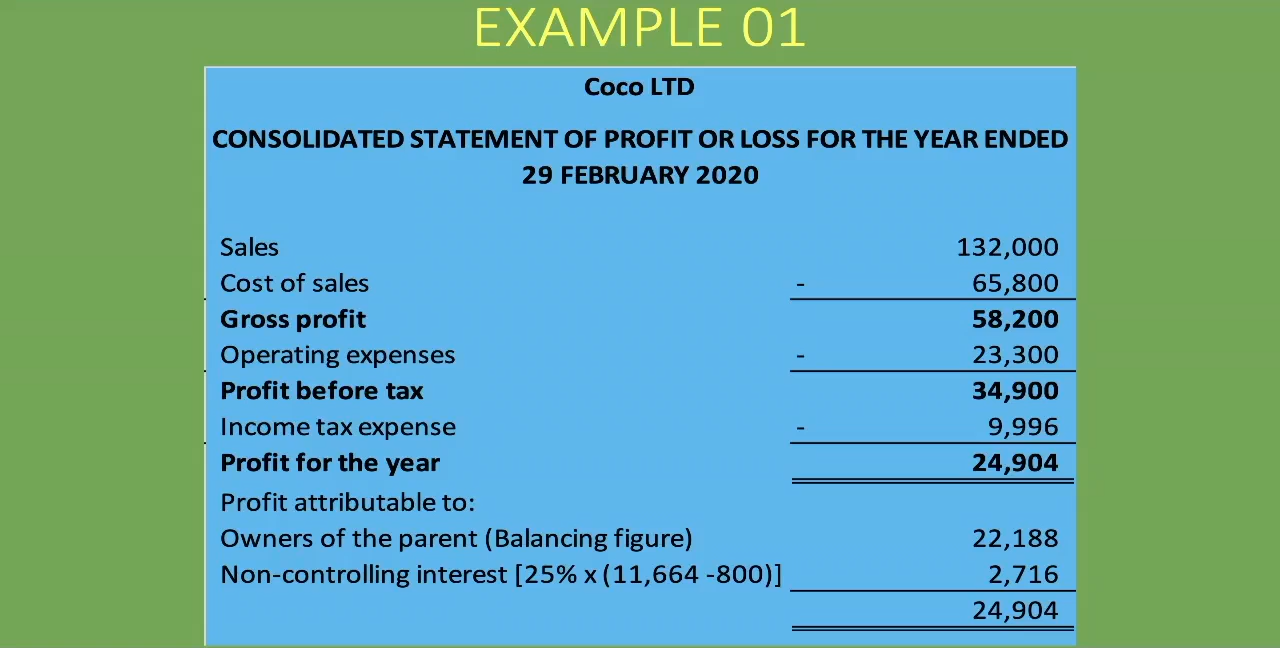 EXAMPLE 01
Coco LTD
CONSOLIDATED STATEMENT OF PROFIT OR LOSS FOR THE YEAR ENDED
29 FEBRUARY 2020
Sales 132,000
Cost of sales - 65,800
Gross profit 58,200
Operating expenses - 23,300
Profit before tax 34,900
Income tax expense - 9,996
Profit for the year 24,904
Profit attributable to:
Owners of the parent (Balancing figure) 22,188
Non-controlling interest [25% x (11,664 -800)] 2,716
24,904